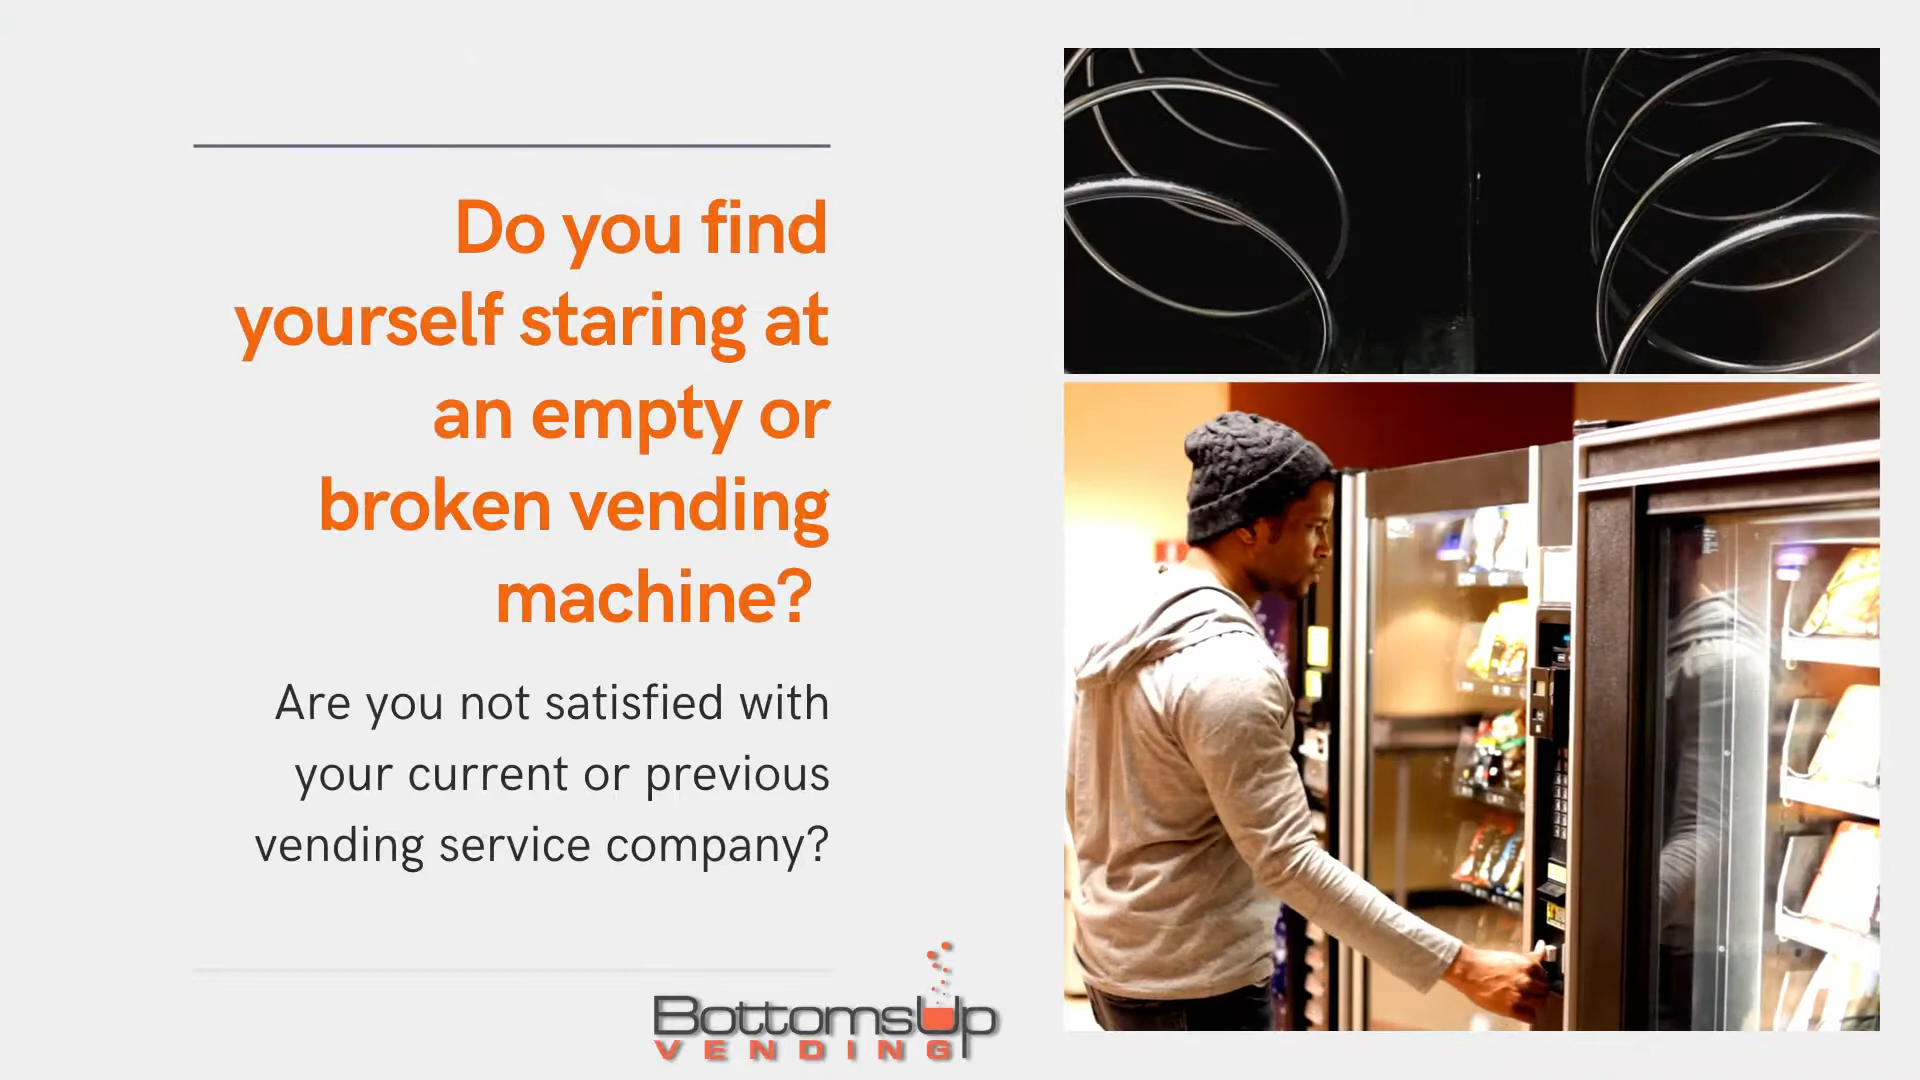 Do you find
yourself staring at
an empty or
broken vending
machine?
Are you not satisfied with
your current or previous
vending service company?
BottomsUp
VENDING